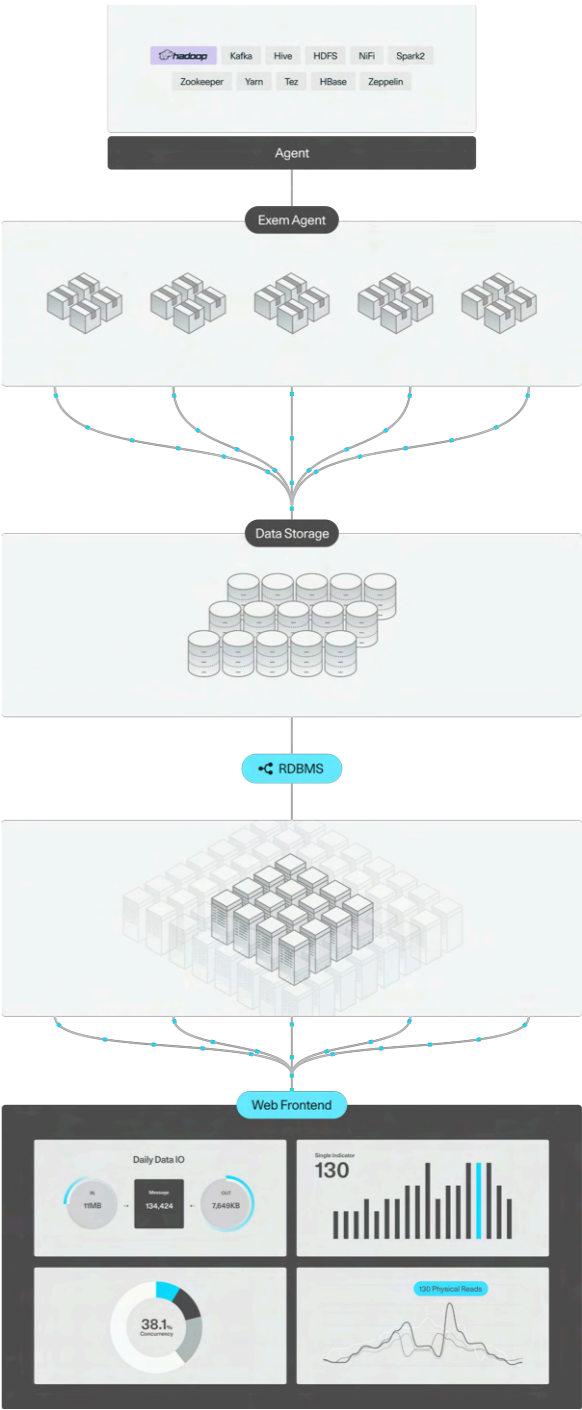 hadoop Kafka Hive HDFS NiFi Spark2
Zookeeper Yarn Tez HBase Zeppelin
Agent
Exem Agent
Data Storage
RDBMS
Web Frontend
Daily Data IO
IN
11MB
Message
134,424
OUT
7,649KB
Single Indicator
130
38.1%
Concurrency
130 Physical Reads